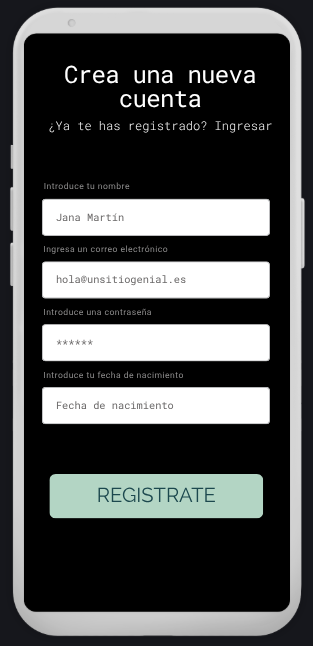 Crea una nueva
cuenta
¿Ya te has registrado? Ingresar
Introduce tu nombre
Jana Martín
Ingresa un correo electrónico
hola@unsitiogenial.es
Introduce una contraseña
******
Introduce tu fecha de nacimiento
Fecha de nacimiento
REGISTRATE